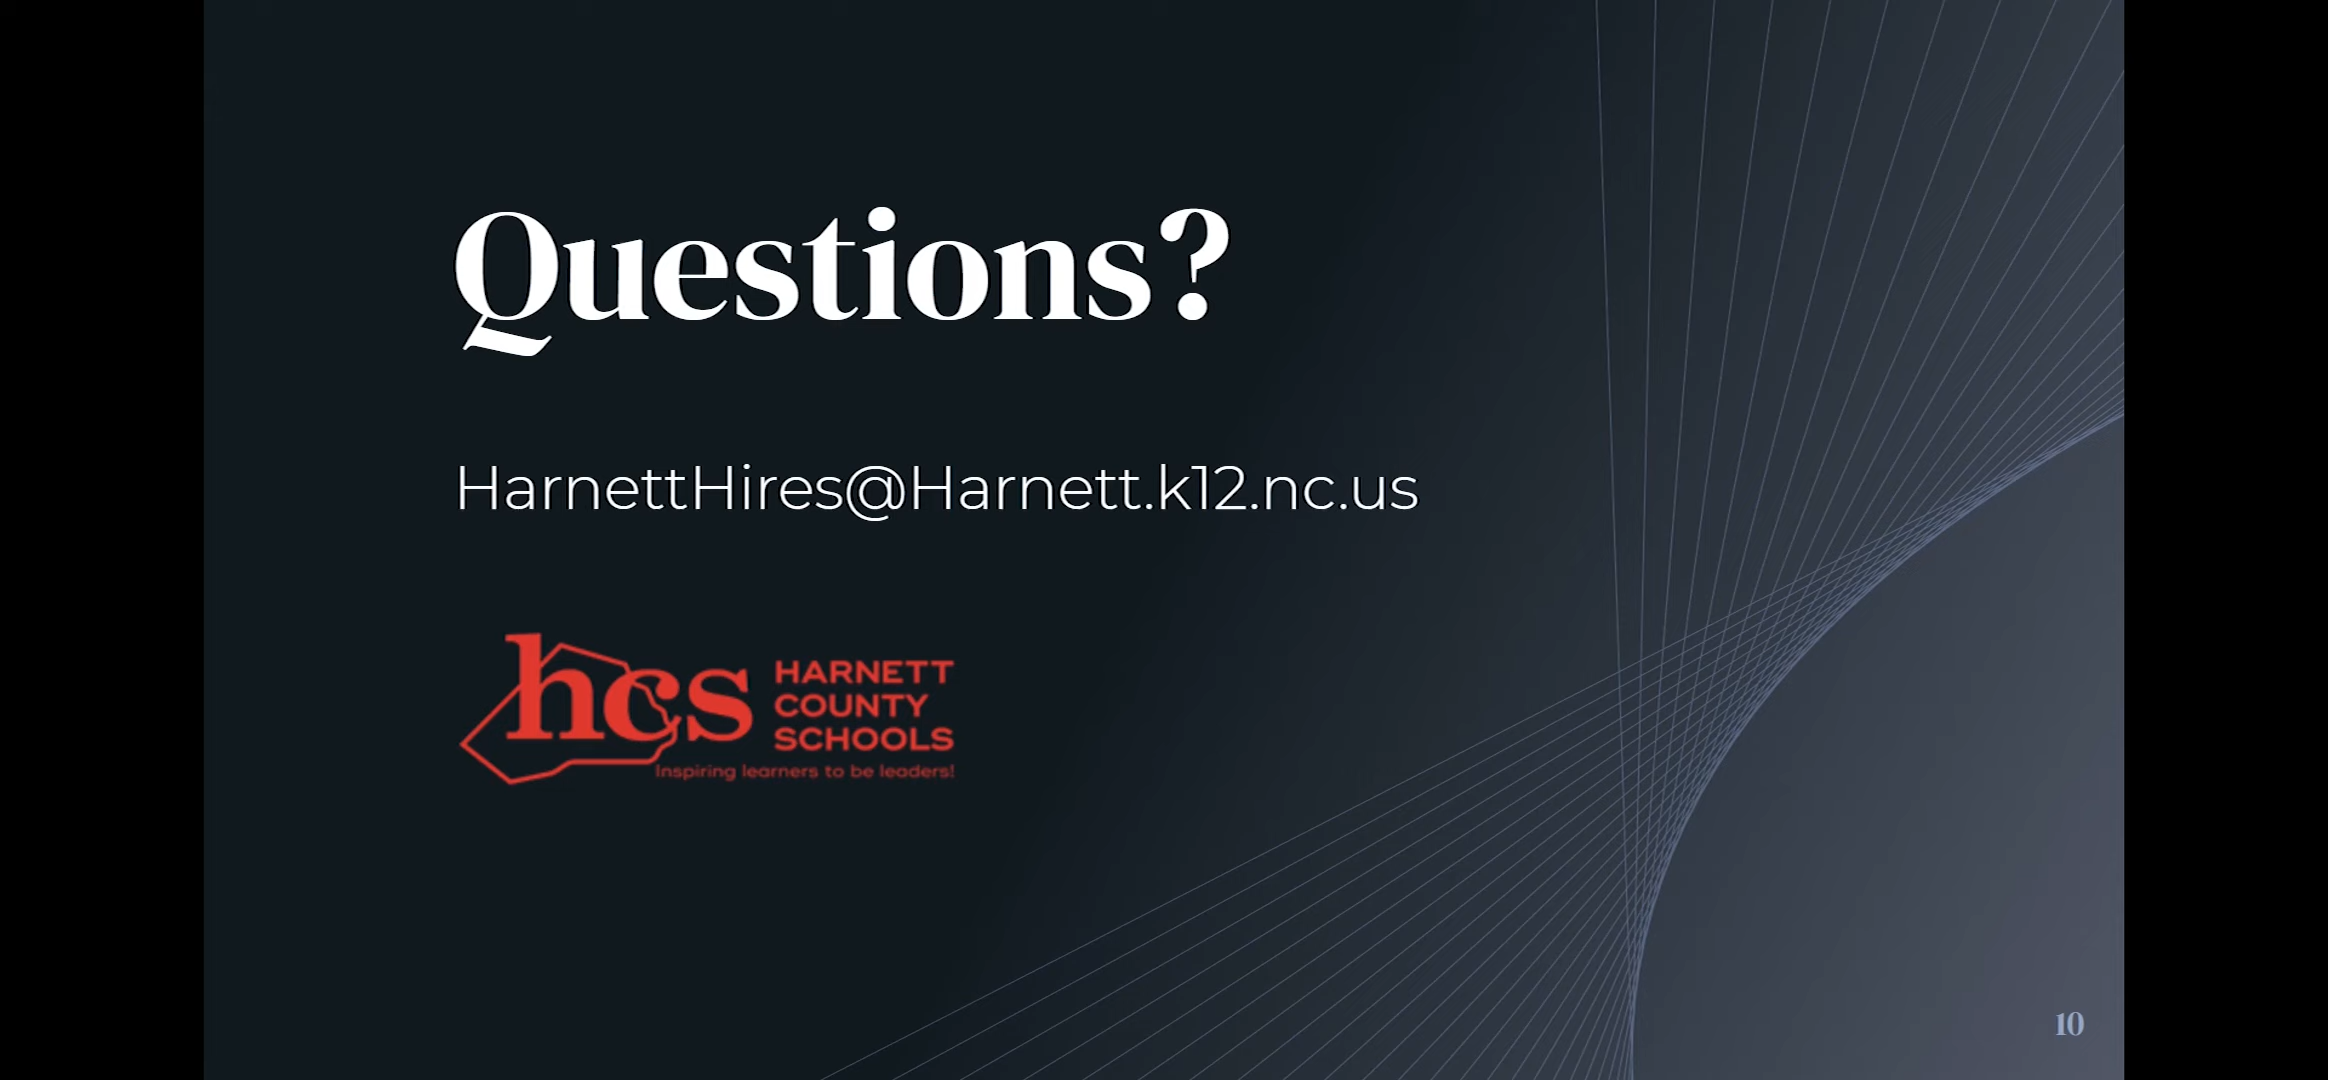 Questions?
HarnettHires@Harnett.k12.nc.us
hcs
HARNETT
COUNTY
SCHOOLS
Inspiring learners to be leaders!
10